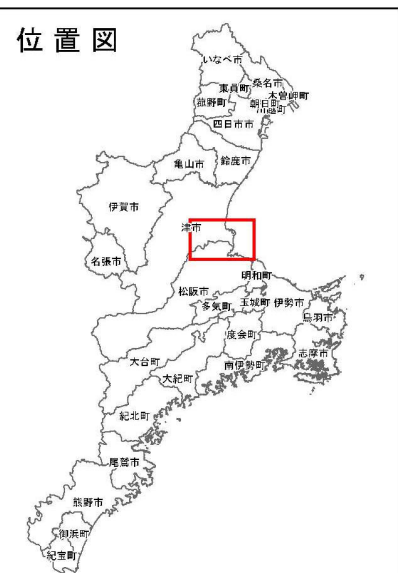 位置図
いなべ市
桑名市
東員町
木曽岬町
菰野町
朝日町
川越町
四日市市
亀山市
鈴鹿市
伊賀市
津市
名張市
明和町
松阪市
多気町
玉城町
伊勢市
鳥羽市
度会町
志摩市
大台町
南伊勢町
大紀町
紀北町
尾鷲市
熊野市
御浜町
紀宝町